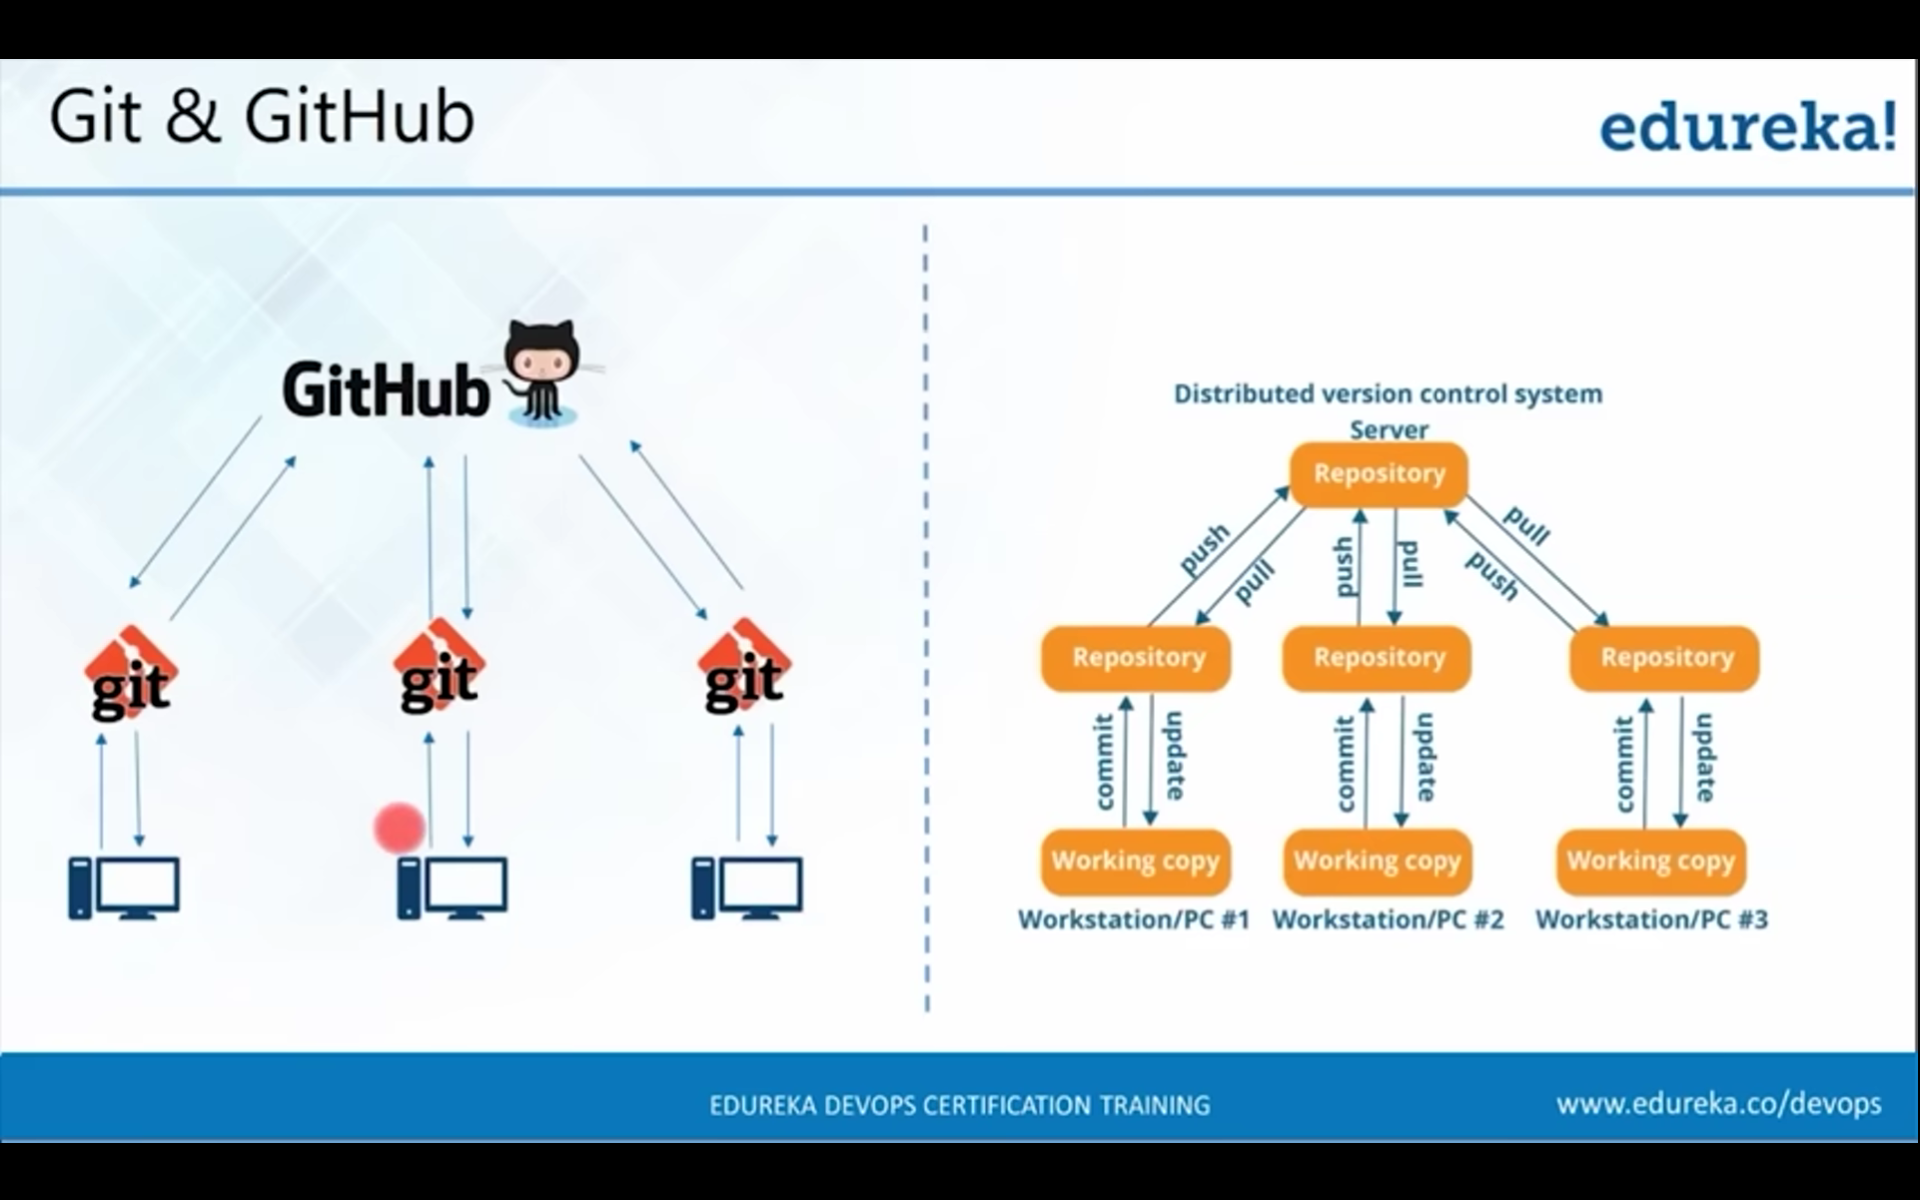 Git & GitHub
edureka!
GitHub
git
git
git
Distributed version control system
Server
Repository
push
pull
push
pull
push
pull
Repository
Repository
Repository
commit
update
commit
update
commit
update
Working copy
Working copy
Working copy
Workstation/PC #1
Workstation/PC #2
Workstation/PC #3
EDUREKA DEVOPS CERTIFICATION TRAINING
www.edureka.co/devops